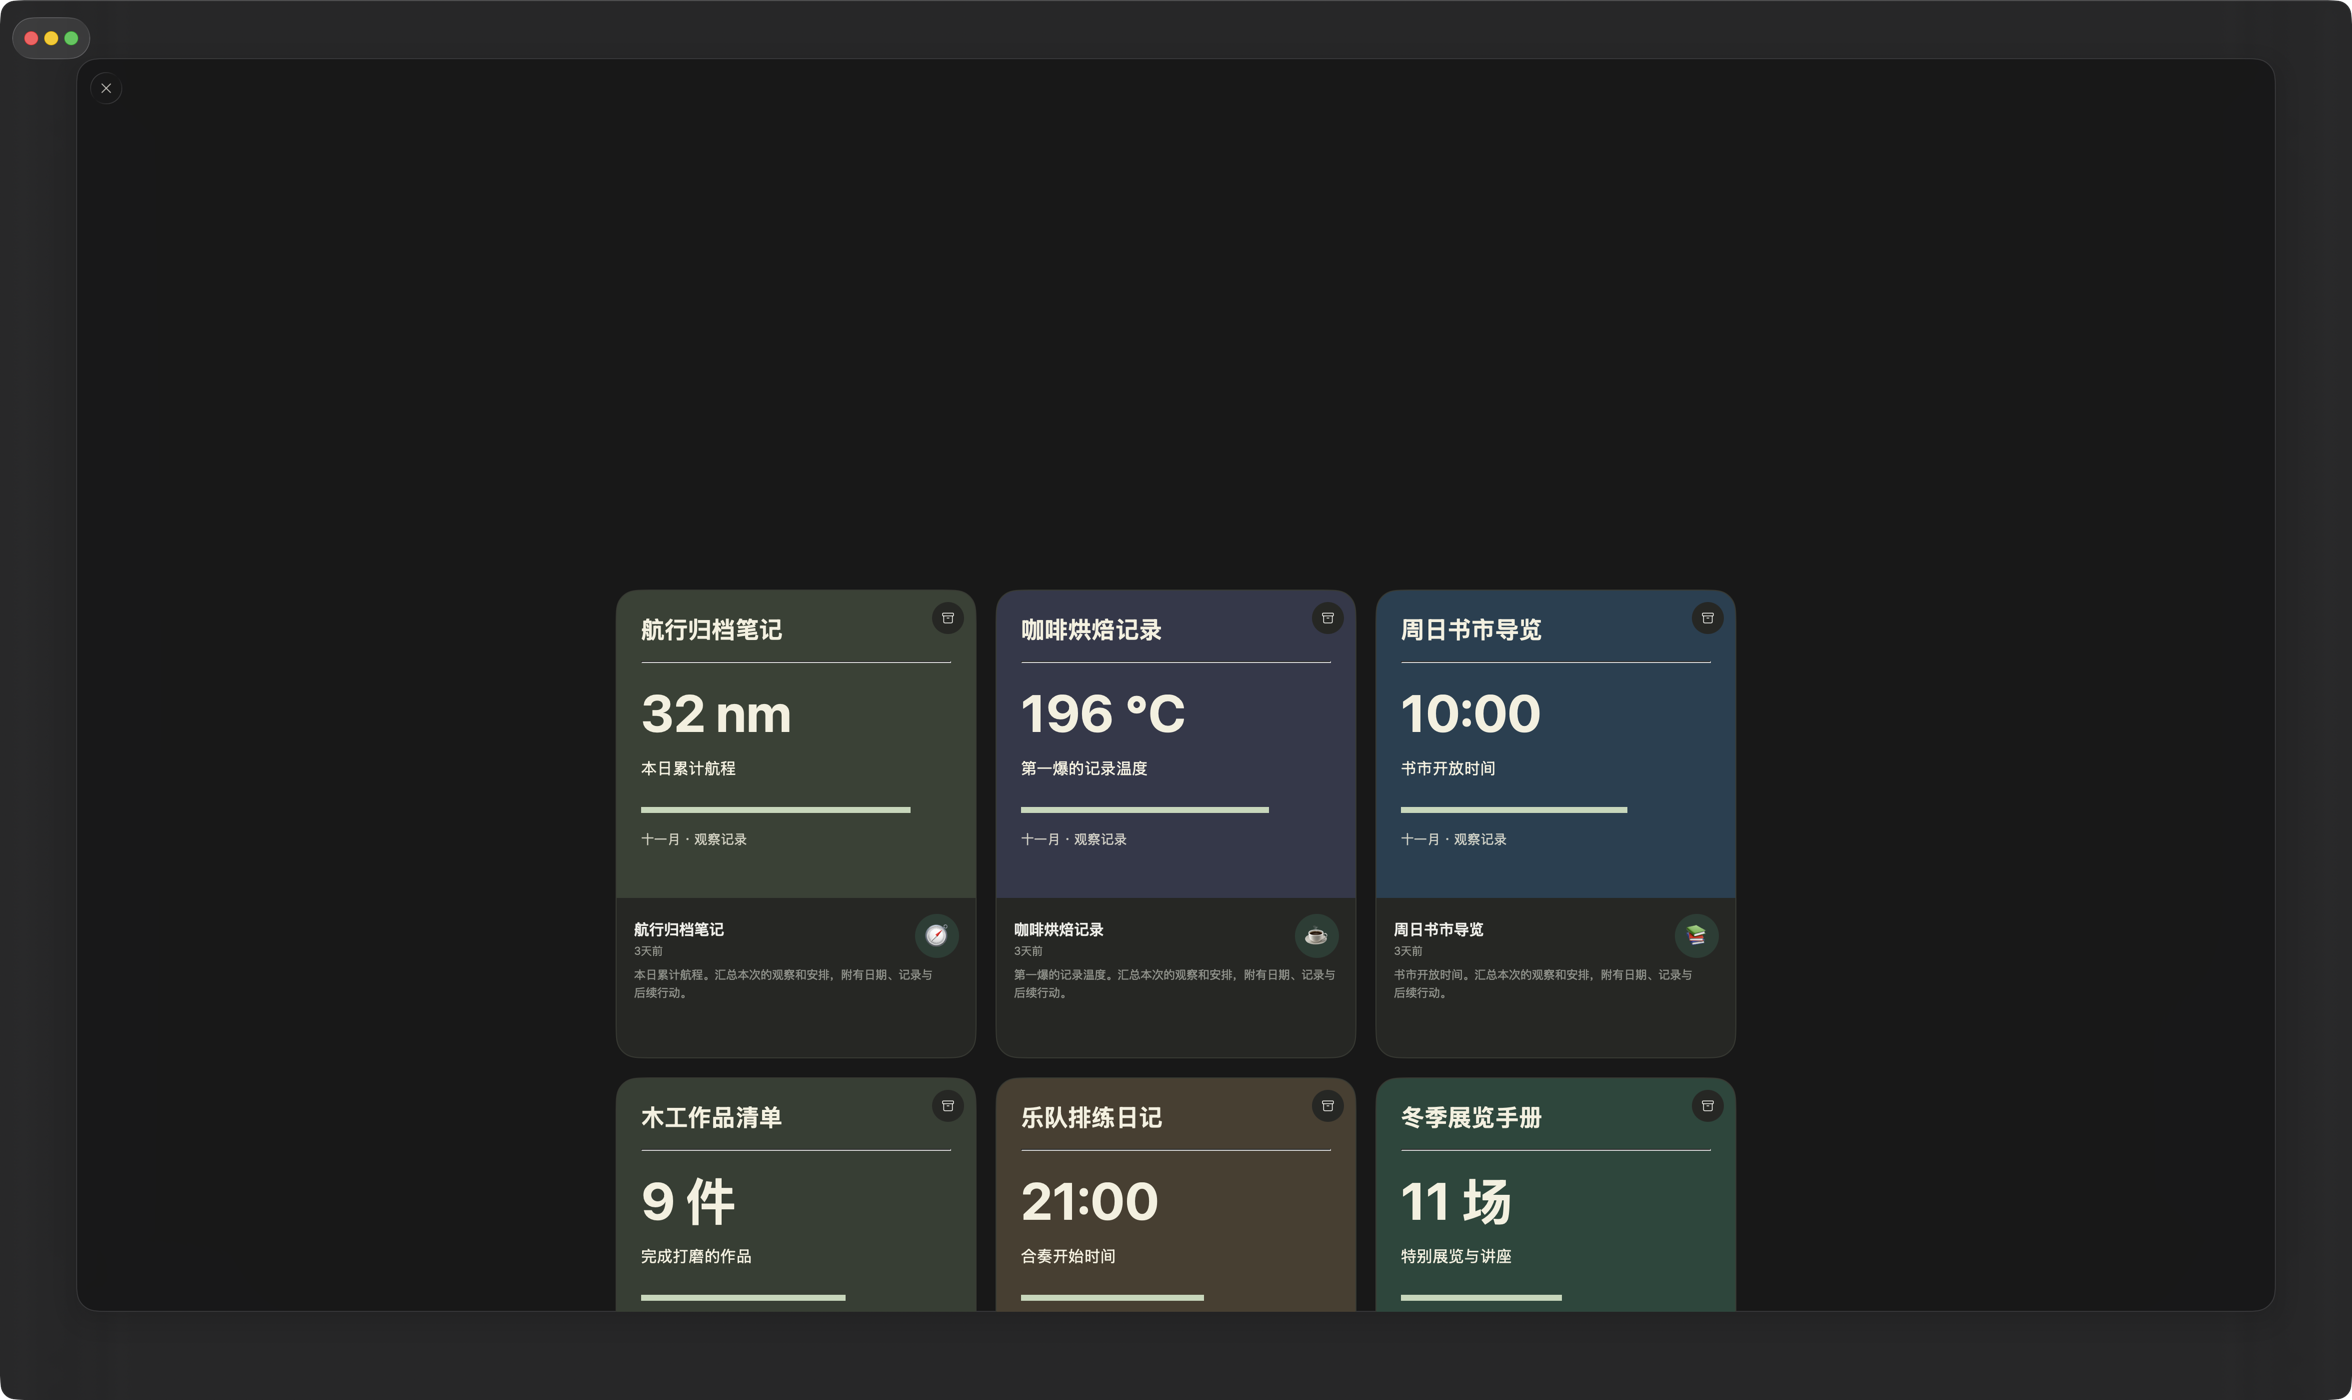 航行归档笔记
32 nm
本日累计航程
十一月 · 观察记录
航行归档笔记
3天前
本日累计航程。汇总本次的观察和安排，附有日期、记录与
后续行动。
咖啡烘焙记录
196 °C
第一爆的记录温度
十一月 · 观察记录
咖啡烘焙记录
3天前
第一爆的记录温度。汇总本次的观察和安排，附有日期、记录与
后续行动。
周日书市导览
10:00
书市开放时间
十一月 · 观察记录
周日书市导览
3天前
书市开放时间。汇总本次的观察和安排，附有日期、记录与
后续行动。
木工作品清单
9 件
完成打磨的作品
乐队排练日记
21:00
合奏开始时间
冬季展览手册
11 场
特别展览与讲座